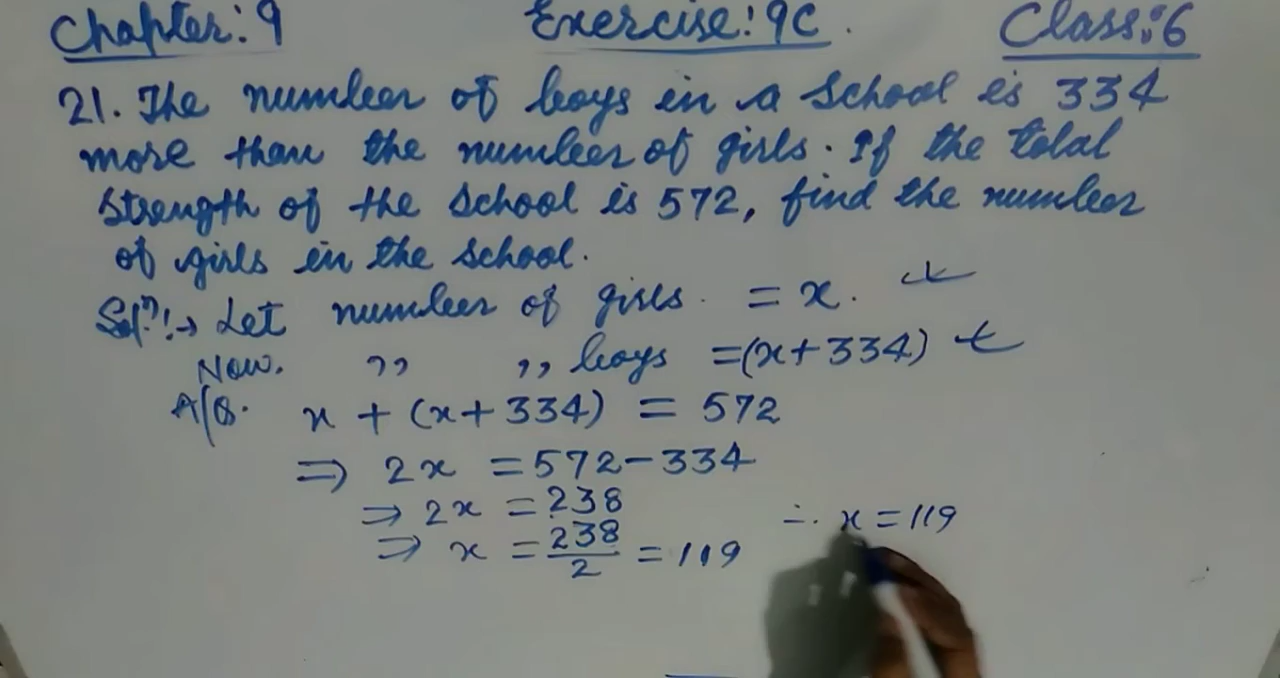 Chapter: 9 Exercise: 9C. Class: 6
21. The number of boys in a school is 334
more than the number of girls. If the total
strength of the school is 572, find the number
of girls in the school.
Solⁿ: → Let number of girls = x.
Now. ,, ,, boys = (x+334)
A/Q. x + (x+334) = 572
⇒ 2x = 572-334
⇒ 2x = 238
⇒ x = 238/2 = 119 ∴ x = 119